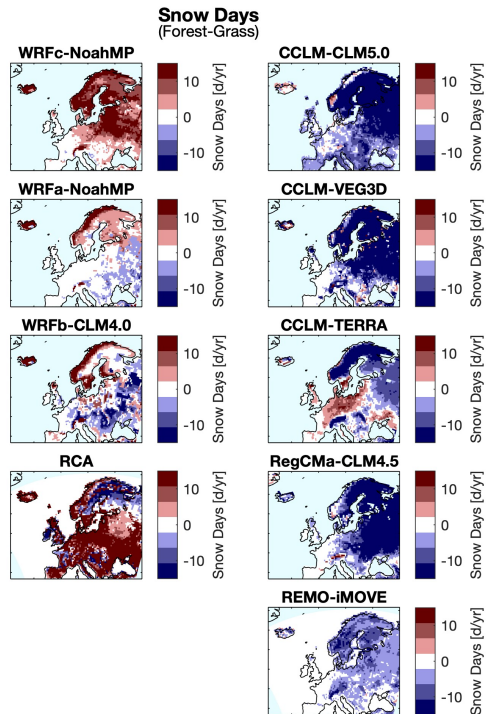 Snow Days
(Forest-Grass)
WRFc-NoahMP
10
0
-10
Snow Days [d/yr]
CCLM-CLM5.0
10
0
-10
Snow Days [d/yr]
WRFa-NoahMP
10
0
-10
Snow Days [d/yr]
CCLM-VEG3D
10
0
-10
Snow Days [d/yr]
WRFb-CLM4.0
10
0
-10
Snow Days [d/yr]
CCLM-TERRA
10
0
-10
Snow Days [d/yr]
RCA
10
0
-10
Snow Days [d/yr]
RegCMa-CLM4.5
10
0
-10
Snow Days [d/yr]
REMO-iMOVE
10
0
-10
Snow Days [d/yr]